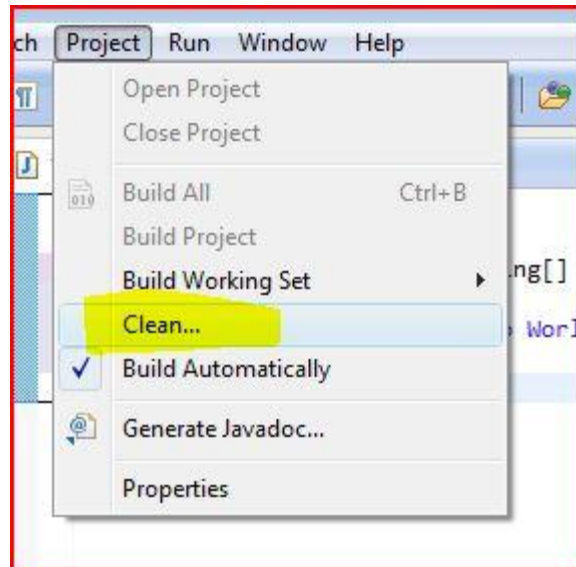 ch Project Run Window Help
Open Project
Close Project
010
Build All Ctrl+B
Build Project
Build Working Set
ng[]
Clean...
Worl
Build Automatically
Generate Javadoc...
Properties